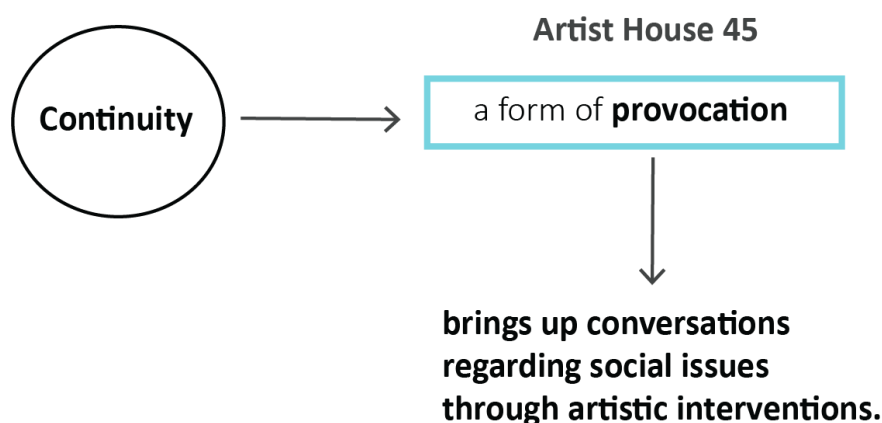 Artist House 45
Continuity
a form of provocation
brings up conversations
regarding social issues
through artistic interventions.